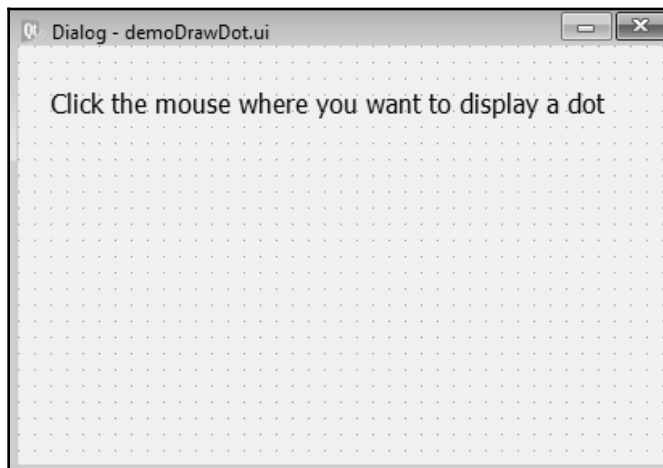 Dialog - demoDrawDot.ui
Click the mouse where you want to display a dot